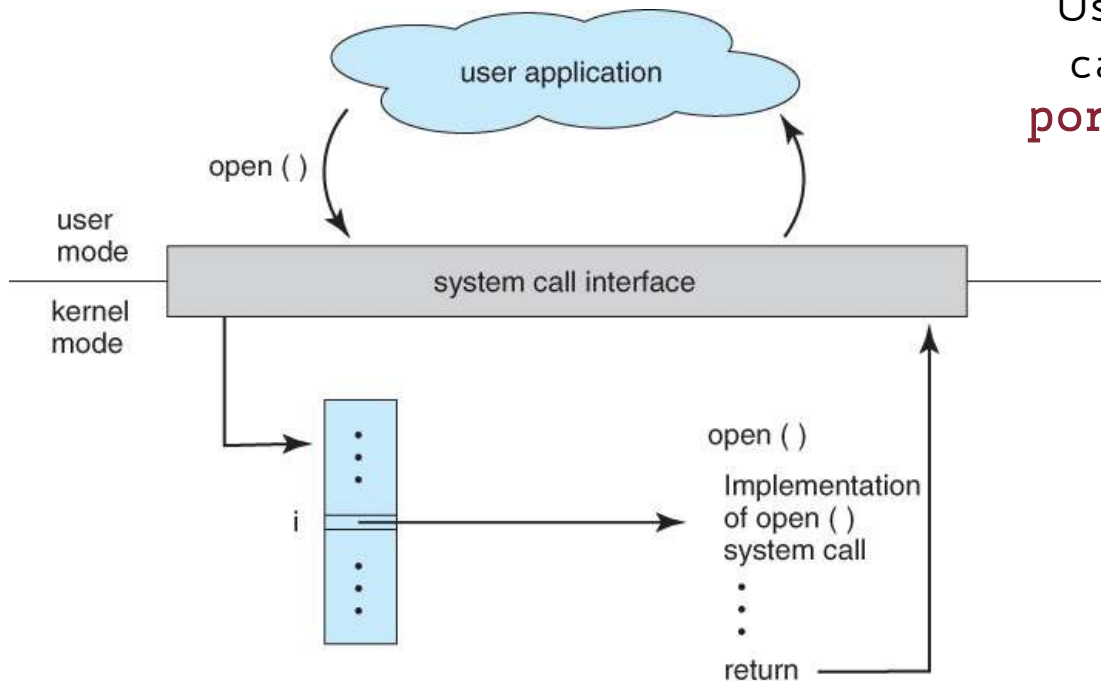 user application
open ( )
user
mode
system call interface
kernel
mode
open ( )
Implementation
of open ( )
system call
i
return